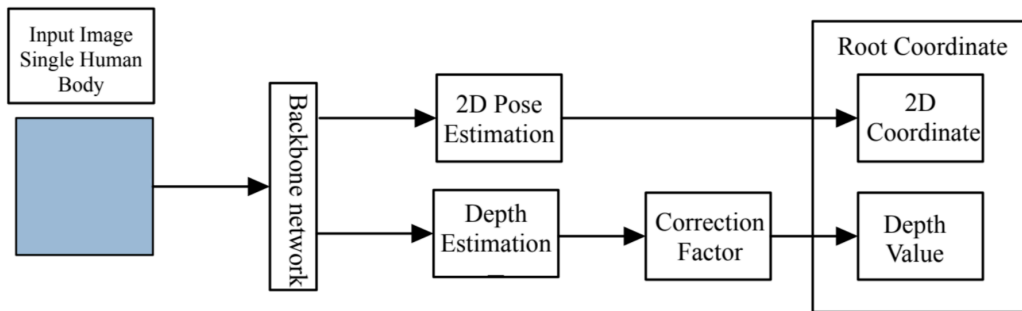 Input Image
Single Human
Body
Backbone network
2D Pose
Estimation
Depth
Estimation
Correction
Factor
Root Coordinate
2D
Coordinate
Depth
Value